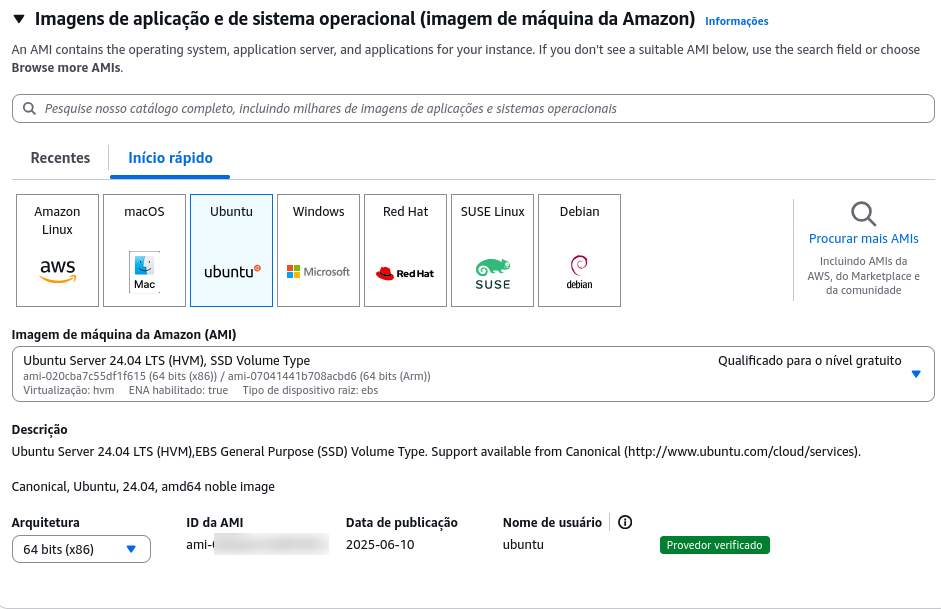 Imagens de aplicação e de sistema operacional (imagem de máquina da Amazon) Informações
An AMI contains the operating system, application server, and applications for your instance. If you don't see a suitable AMI below, use the search field or choose
Browse more AMIs.
Pesquise nosso catálogo completo, incluindo milhares de imagens de aplicações e sistemas operacionais
Recentes
Início rápido
Amazon
Linux
aws
macOS
Mac
Ubuntu
ubuntu
Windows
Microsoft
Red Hat
Red Hat
SUSE Linux
SUSE
Debian
debian
Procurar mais AMIs
Incluindo AMIs da
AWS, do Marketplace e
da comunidade
Imagem de máquina da Amazon (AMI)
Ubuntu Server 24.04 LTS (HVM), SSD Volume Type
Qualificado para o nível gratuito
ami-020cba7c55df1f615 (64 bits (x86)) / ami-07041441b708acbd6 (64 bits (Arm))
Virtualização: hvm ENA habilitado: true Tipo de dispositivo raiz: ebs
Descrição
Ubuntu Server 24.04 LTS (HVM),EBS General Purpose (SSD) Volume Type. Support available from Canonical (http://www.ubuntu.com/cloud/services).
Canonical, Ubuntu, 24.04, amd64 noble image
Arquitetura
64 bits (x86)
ID da AMI
ami-
Data de publicação
2025-06-10
Nome de usuário
ubuntu
Provedor verificado